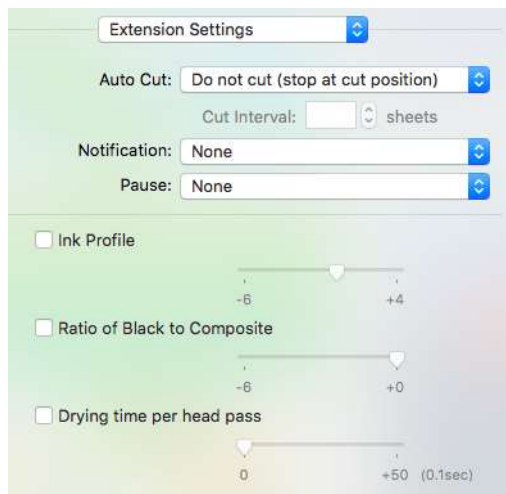 Extension Settings
Auto Cut: Do not cut (stop at cut position)
Cut Interval: sheets
Notification: None
Pause: None
Ink Profile
-6 +4
Ratio of Black to Composite
-6 +0
Drying time per head pass
0 +50 (0.1sec)